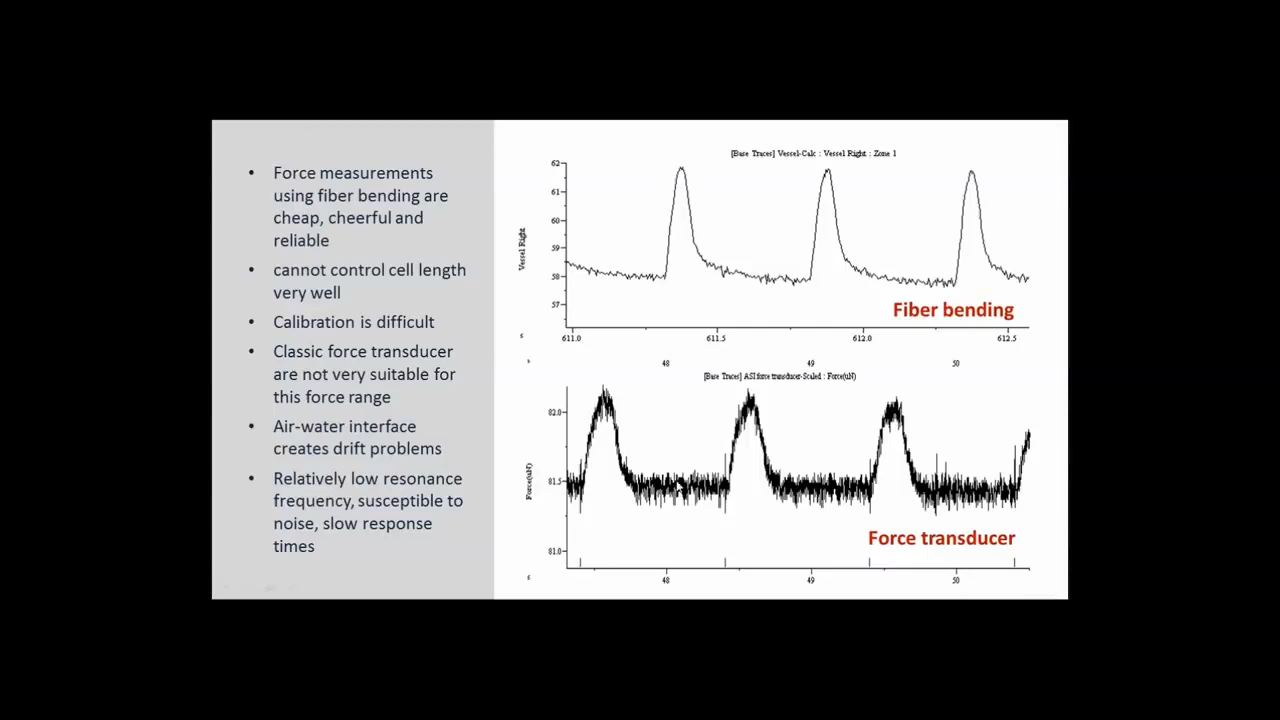 • Force measurements
using fiber bending are
cheap, cheerful and
reliable
• cannot control cell length
very well
• Calibration is difficult
• Classic force transducer
are not very suitable for
this force range
• Air-water interface
creates drift problems
• Relatively low resonance
frequency, susceptible to
noise, slow response
times
[Base Traces] Vessel-Calc : Vessel Right : Zone 1
Vessel Right
62
61
60
59
58
57
Fiber bending
s
611.0 611.5 612.0 612.5
s
48 49 50
[Base Traces] ASI force transducer-Scaled : Force(uN)
Force(uN)
82.0
81.5
81.0
Force transducer
s
48 49 50